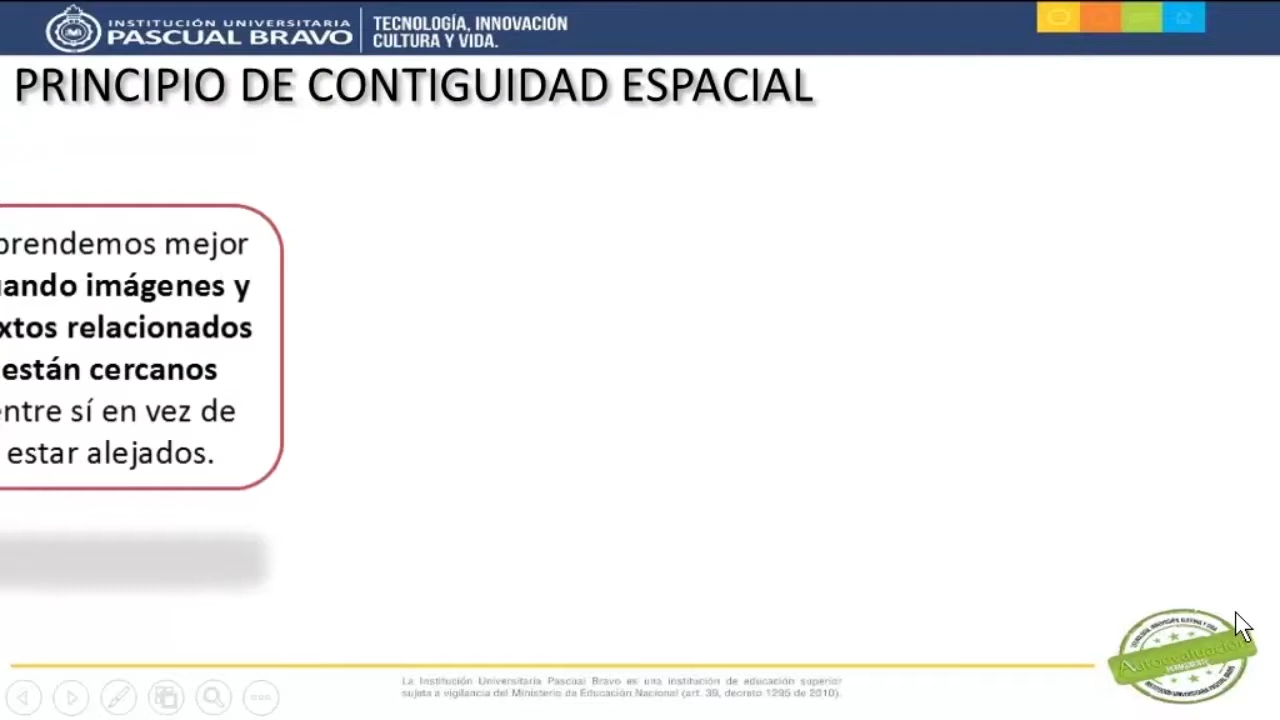 INSTITUCIÓN UNIVERSITARIA
PASCUAL BRAVO
TECNOLOGÍA, INNOVACIÓN
CULTURA Y VIDA.
PRINCIPIO DE CONTIGUIDAD ESPACIAL
prendemos mejor
uando imágenes y
xtos relacionados
están cercanos
entre sí en vez de
estar alejados.
Autoevaluación
PERMANENTE
La Institución Universitaria Pascual Bravo es una institución de educación superior
sujeta a vigilancia del Ministerio de Educación Nacional (art. 39, decreto 1295 de 2010).